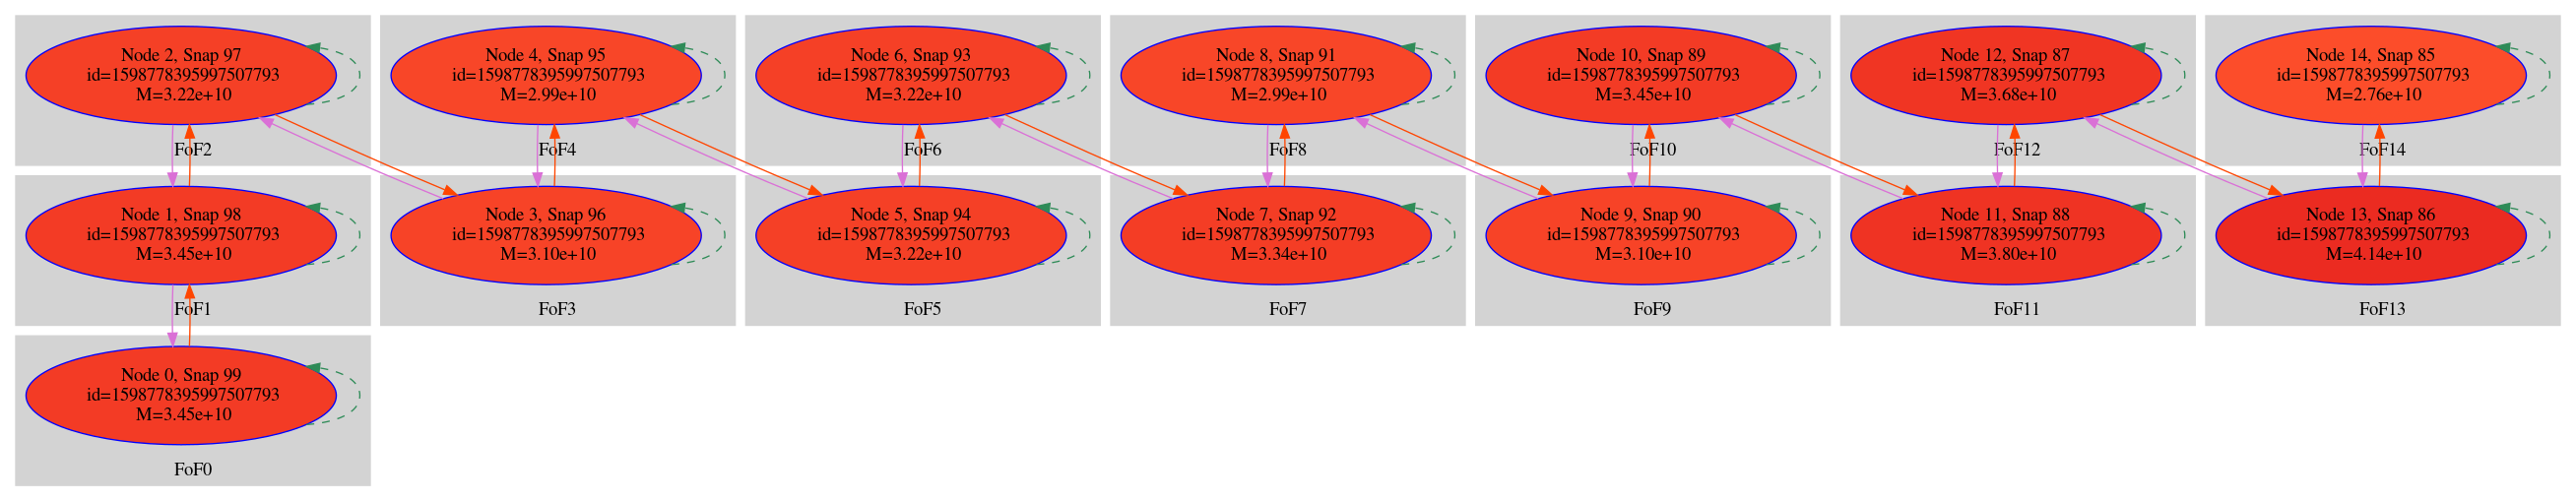 Node 2, Snap 97
id=1598778395997507793
M=3.22e+10
FoF2
Node 4, Snap 95
id=1598778395997507793
M=2.99e+10
FoF4
Node 6, Snap 93
id=1598778395997507793
M=3.22e+10
FoF6
Node 8, Snap 91
id=1598778395997507793
M=2.99e+10
FoF8
Node 10, Snap 89
id=1598778395997507793
M=3.45e+10
FoF10
Node 12, Snap 87
id=1598778395997507793
M=3.68e+10
FoF12
Node 14, Snap 85
id=1598778395997507793
M=2.76e+10
FoF14
Node 1, Snap 98
id=1598778395997507793
M=3.45e+10
FoF1
Node 3, Snap 96
id=1598778395997507793
M=3.10e+10
FoF3
Node 5, Snap 94
id=1598778395997507793
M=3.22e+10
FoF5
Node 7, Snap 92
id=1598778395997507793
M=3.34e+10
FoF7
Node 9, Snap 90
id=1598778395997507793
M=3.10e+10
FoF9
Node 11, Snap 88
id=1598778395997507793
M=3.80e+10
FoF11
Node 13, Snap 86
id=1598778395997507793
M=4.14e+10
FoF13
Node 0, Snap 99
id=1598778395997507793
M=3.45e+10
FoF0